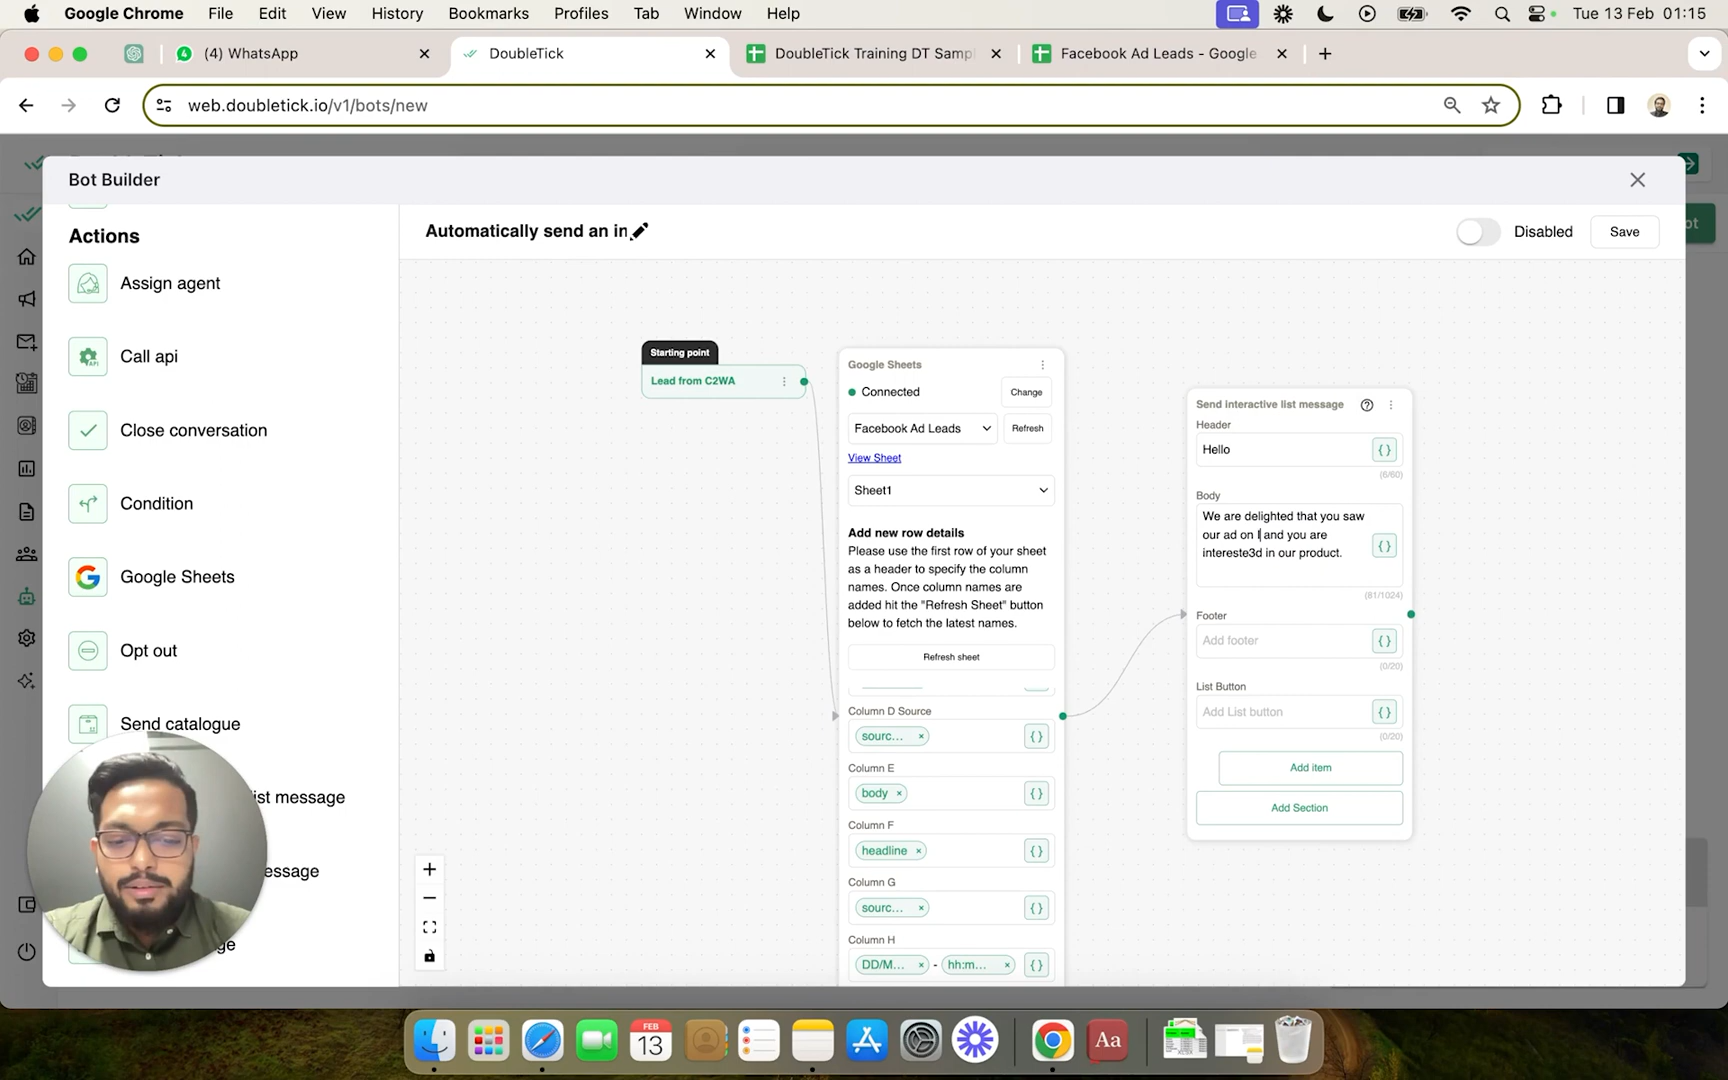 Google Chrome File Edit View History Bookmarks Profiles Tab Window Help Tue 13 Feb 01:15
(4) WhatsApp
DoubleTick
DoubleTick Training DT Samp
Facebook Ad Leads - Google
web.doubletick.io/v1/bots/new
Bot Builder
Actions
Assign agent
Call api
Close conversation
Condition
Google Sheets
Opt out
Send catalogue
ist message
essage
ge
Automatically send an in
Disabled
Save
Starting point
Lead from C2WA
Google Sheets
Connected
Change
Facebook Ad Leads
Refresh
View Sheet
Sheet1
Add new row details
Please use the first row of your sheet
as a header to specify the column
names. Once column names are
added hit the "Refresh Sheet" button
below to fetch the latest names.
Refresh sheet
Column D Source
sourc... ×
{}
Column E
body ×
{}
Column F
headline ×
{}
Column G
sourc... ×
{}
Column H
DD/M... × - hh:m... ×
{}
Send interactive list message
Header
Hello
{}
(6/60)
Body
We are delighted that you saw
our ad on I and you are
intereste3d in our product.
{}
(81/1024)
Footer
Add footer
{}
(0/20)
List Button
Add List button
{}
(0/20)
Add item
Add Section
FEB
13
Aa